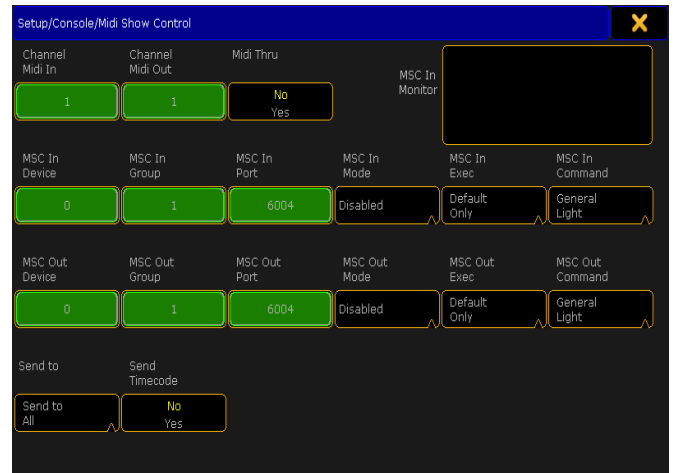 Setup/Console/Midi Show Control
Channel
Midi In
Channel
Midi Out
Midi Thru
MSC In
Monitor
1
1
No
Yes
MSC In
Device
MSC In
Group
MSC In
Port
MSC In
Mode
MSC In
Exec
MSC In
Command
0
1
6004
Disabled
Default
Only
General
Light
MSC Out
Device
MSC Out
Group
MSC Out
Port
MSC Out
Mode
MSC Out
Exec
MSC Out
Command
0
1
6004
Disabled
Default
Only
General
Light
Send to
Send
Timecode
Send to
All
No
Yes